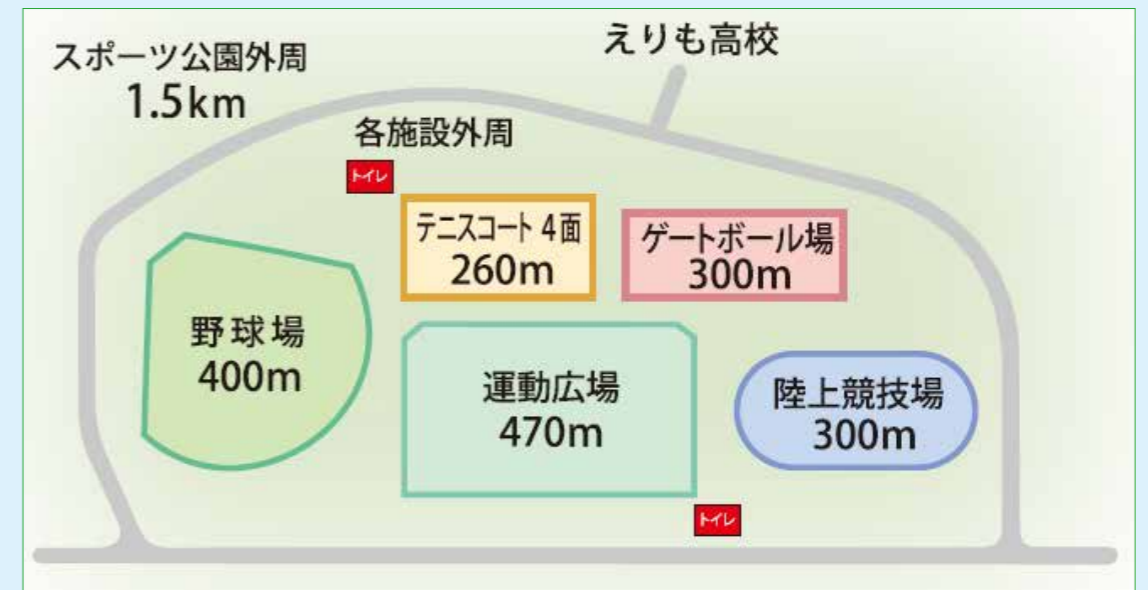 えりも高校
スポーツ公園外周
1.5km
各施設外周
トイレ
テニスコート 4面
260m
ゲートボール場
300m
野球場
400m
運動広場
470m
陸上競技場
300m
トイレ